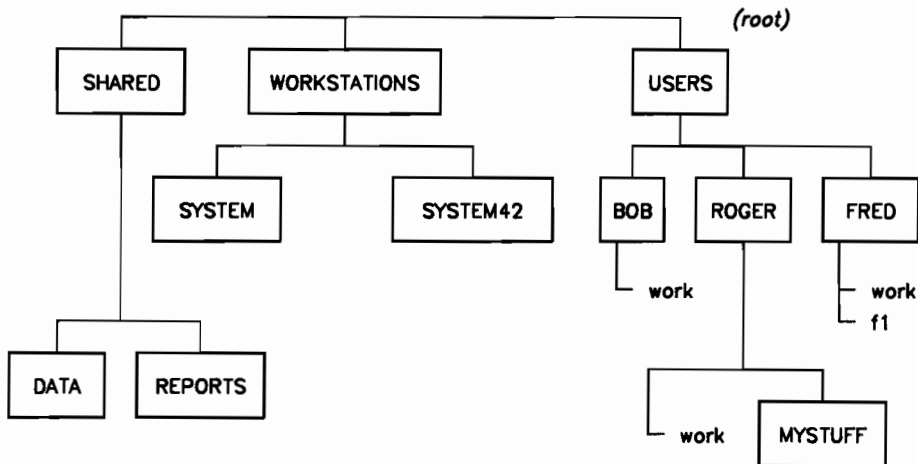 (root)
SHARED WORKSTATIONS USERS
SYSTEM SYSTEM42 BOB ROGER FRED
work work
f1
DATA REPORTS
work MYSTUFF